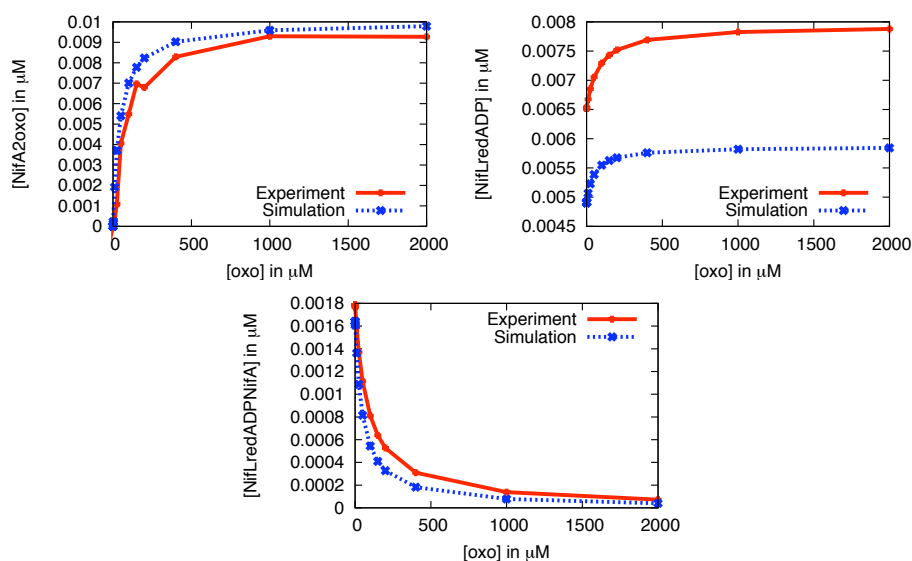 [NifA2oxo] in μM
0.01
0.009
0.008
0.007
0.006
0.005
0.004
0.003
0.002
0.001
0
Experiment
Simulation
0 500 1000 1500 2000
[oxo] in μM
[NifLredADP] in μM
0.008
0.0075
0.007
0.0065
0.006
0.0055
0.005
0.0045
Experiment
Simulation
0 500 1000 1500 2000
[oxo] in μM
[NifLredADPNifA] in μM
0.0018
0.0016
0.0014
0.0012
0.001
0.0008
0.0006
0.0004
0.0002
0
Experiment
Simulation
0 500 1000 1500 2000
[oxo] in μM